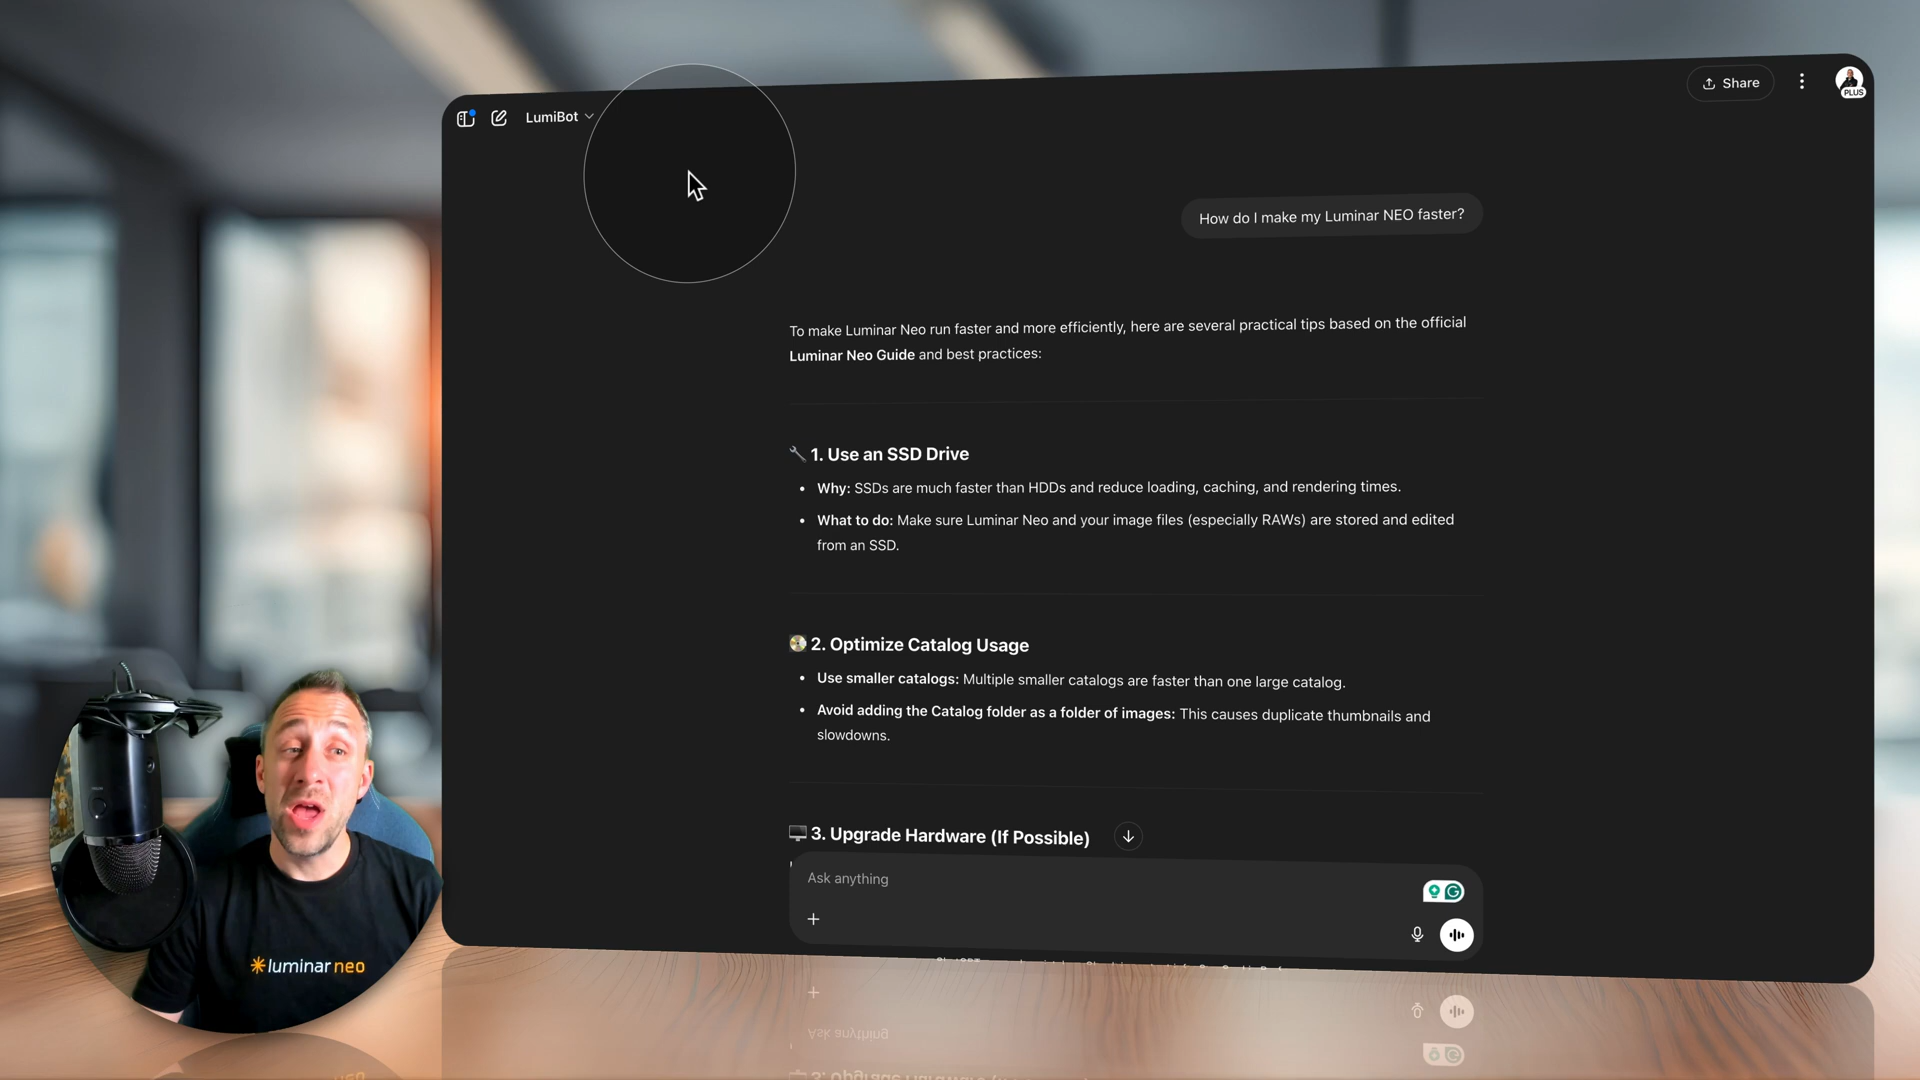 LumiBot
Share
PLUS
How do I make my Luminar NEO faster?
To make Luminar Neo run faster and more efficiently, here are several practical tips based on the official
Luminar Neo Guide and best practices:
1. Use an SSD Drive
• Why: SSDs are much faster than HDDs and reduce loading, caching, and rendering times.
• What to do: Make sure Luminar Neo and your image files (especially RAWs) are stored and edited
from an SSD.
2. Optimize Catalog Usage
• Use smaller catalogs: Multiple smaller catalogs are faster than one large catalog.
• Avoid adding the Catalog folder as a folder of images: This causes duplicate thumbnails and
slowdowns.
3. Upgrade Hardware (If Possible)
Ask anything
luminar neo